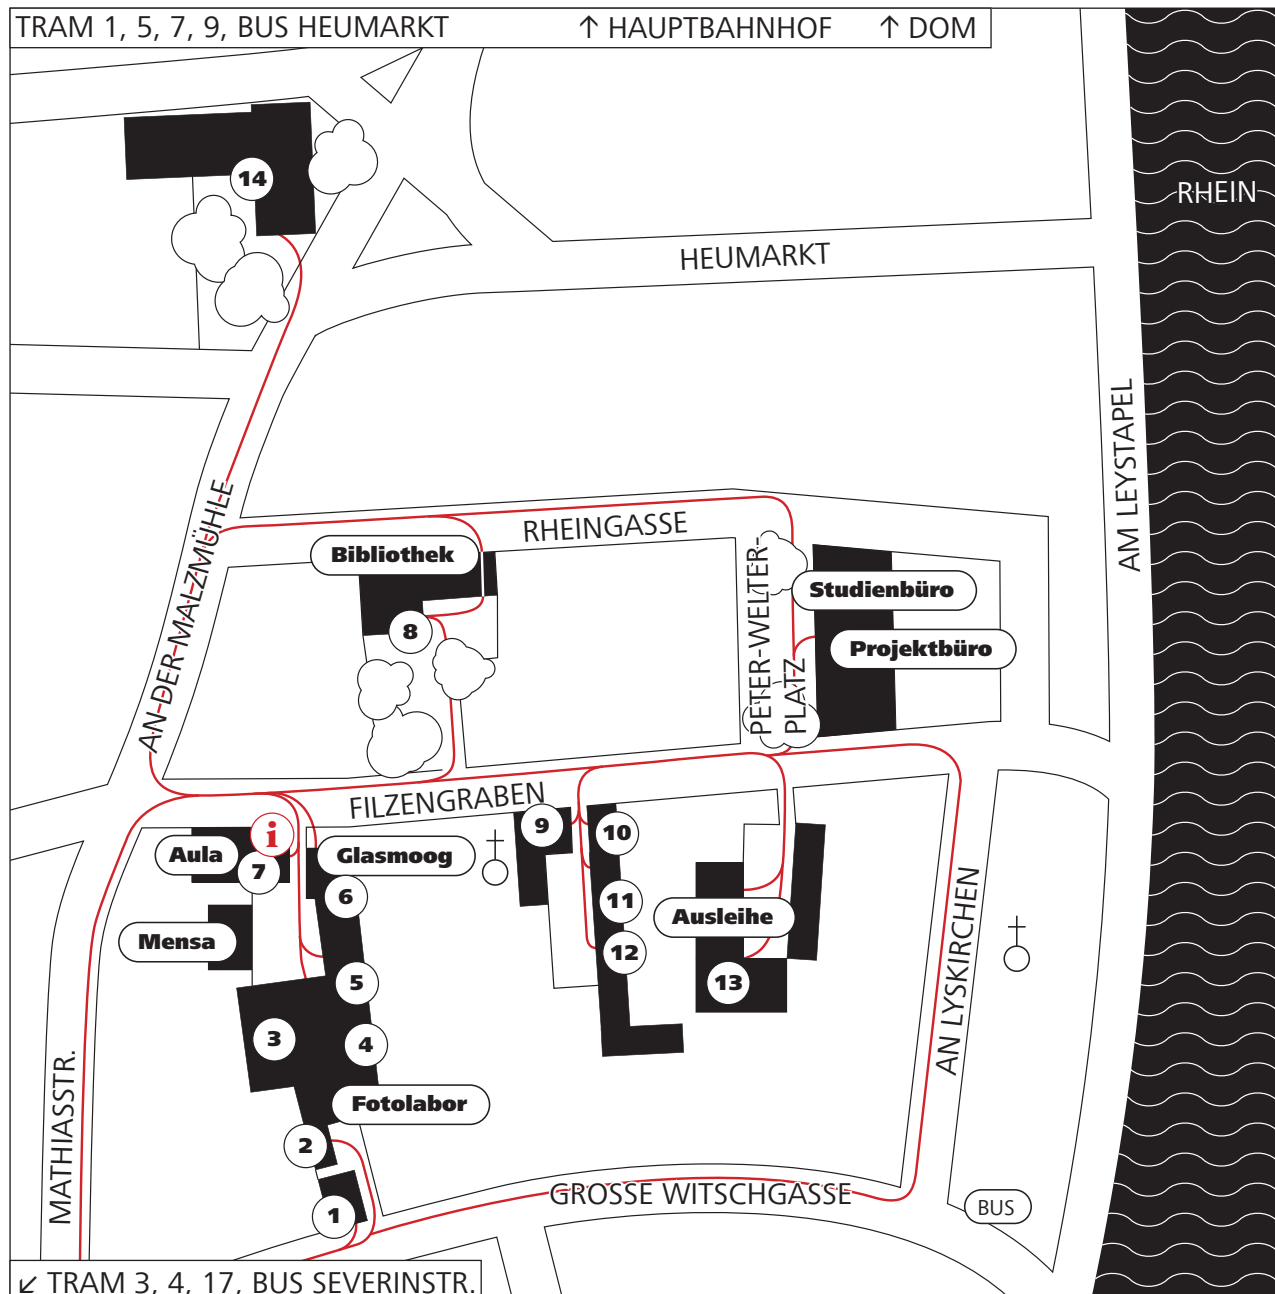 TRAM 1, 5, 7, 9, BUS HEUMARKT ↑ HAUPTBAHNHOF ↑ DOM
14
RHEIN
HEUMARKT
AM LEYSTAPEL
AN-DER-MALZMÜHLE
RHEINGASSE
Bibliothek
8
PETER-WELTER-
PLATZ
Studienbüro
Projektbüro
FILZENGRABEN
i
Aula
7
Glasmoog
6
9
10
11
12
Ausleihe
13
Mensa
5
3
4
Fotolabor
2
1
MATHIASSTR.
AN LYSKIRCHEN
GROSSE WITSCHGASSE
BUS
↙ TRAM 3, 4, 17, BUS SEVERINSTR.